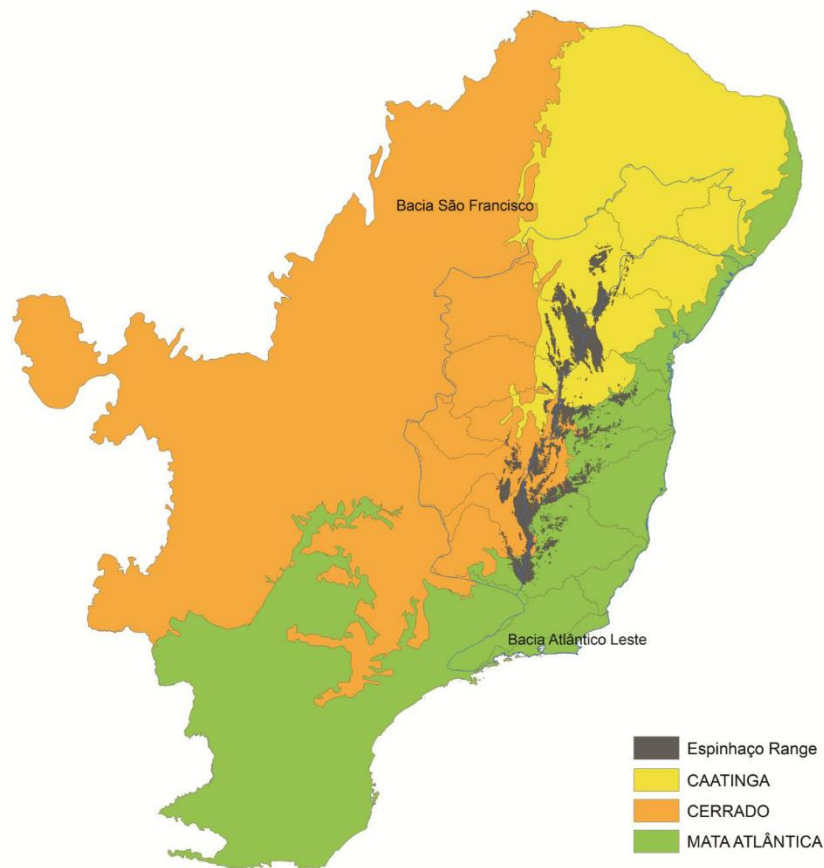 Bacia São Francisco
Bacia Atlântico Leste
Espinhaço Range
CAATINGA
CERRADO
MATA ATLÂNTICA